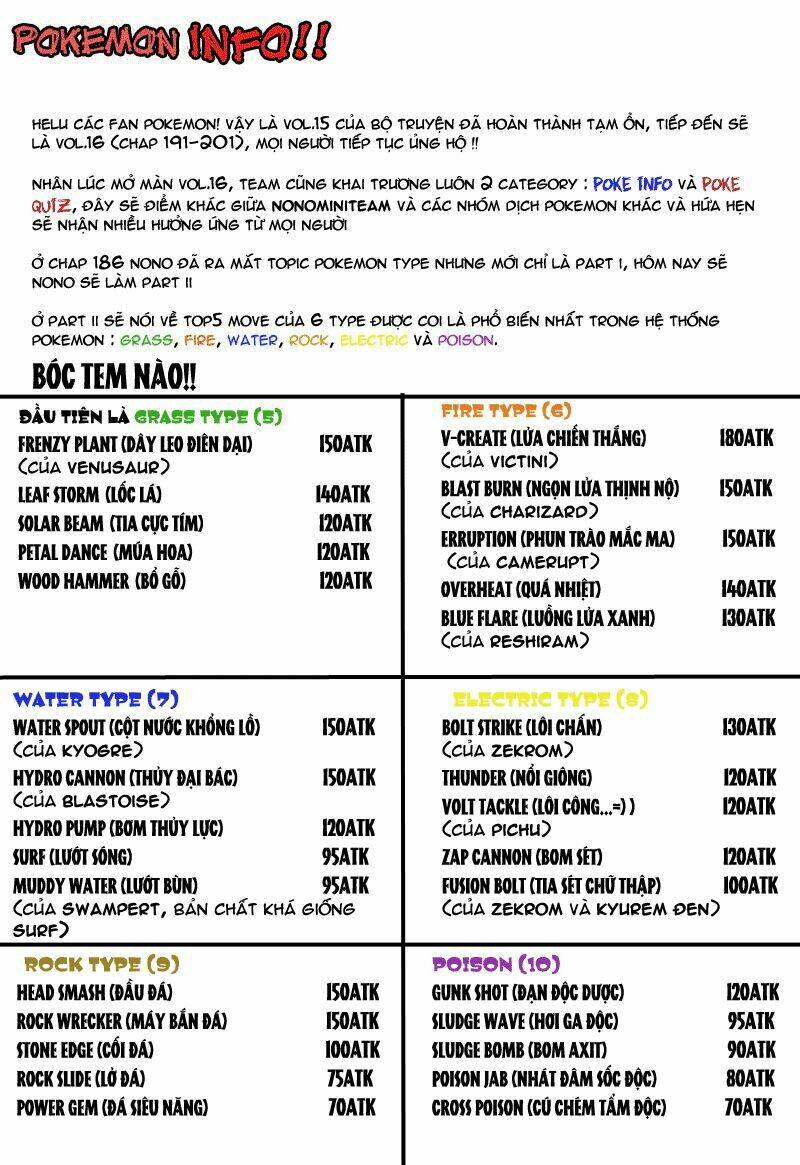 POKEMON INFO!!
HELU CÁC FAN POKEMON! VẬY LÀ VOL.15 CỦA BỘ TRUYỆN ĐÃ HOÀN THÀNH TẠM ỔN, TIẾP ĐẾN SẼ
LÀ VOL.16 (CHAP 191-201), MỌI NGƯỜI TIẾP TỤC ỦNG HỘ !!
NHÂN LÚC MỞ MÀN VOL.16, TEAM CŨNG KHAI TRƯƠNG LUÔN 2 CATEGORY : POKE INFO VÀ POKE
QUIZ, ĐÂY SẼ ĐIỂM KHÁC GIỮA NONOMINITEAM VÀ CÁC NHÓM DỊCH POKEMON KHÁC VÀ HỨA HẸN
SẼ NHẬN NHIỀU HƯỞNG ỨNG TỪ MỌI NGƯỜI
Ở CHAP 186 NONO ĐÃ RA MẮT TOPIC POKEMON TYPE NHƯNG MỚI CHỈ LÀ PART I, HÔM NAY SẼ
NONO SẼ LÀM PART II
Ở PART II SẼ NÓI VỀ TOP5 MOVE CỦA 6 TYPE ĐƯỢC COI LÀ PHỔ BIẾN NHẤT TRONG HỆ THỐNG
POKEMON : GRASS, FIRE, WATER, ROCK, ELECTRIC VÀ POISON.
BÓC TEM NÀO!!
ĐẦU TIÊN LÀ GRASS TYPE (5)
FRENZY PLANT (DÂY LEO ĐIÊN DẠI) 150ATK
(CỦA VENUSAUR)
LEAF STORM (LỐC LÁ) 140ATK
SOLAR BEAM (TIA CỰC TÍM) 120ATK
PETAL DANCE (MÚA HOA) 120ATK
WOOD HAMMER (BỔ GỖ) 120ATK
FIRE TYPE (6)
V-CREATE (LỬA CHIẾN THẮNG) 180ATK
(CỦA VICTINI)
BLAST BURN (NGỌN LỬA THỊNH NỘ) 150ATK
(CỦA CHARIZARD)
ERRUPTION (PHUN TRÀO MẮC MA) 150ATK
(CỦA CAMERUPT)
OVERHEAT (QUÁ NHIỆT) 140ATK
BLUE FLARE (LUỒNG LỬA XANH) 130ATK
(CỦA RESHIRAM)
WATER TYPE (7)
WATER SPOUT (CỘT NƯỚC KHỔNG LỒ) 150ATK
(CỦA KYOGRE)
HYDRO CANNON (THỦY ĐẠI BÁC) 150ATK
(CỦA BLASTOISE)
HYDRO PUMP (BƠM THỦY LỰC) 120ATK
SURF (LƯỚT SÓNG) 95ATK
MUDDY WATER (LƯỚT BÙN) 95ATK
(CỦA SWAMPERT, BẢN CHẤT KHÁ GIỐNG
SURF)
ELECTRIC TYPE (8)
BOLT STRIKE (LÔI CHẤN) 130ATK
(CỦA ZEKROM)
THUNDER (NỔI GIÔNG) 120ATK
VOLT TACKLE (LÔI CÔNG...=) ) 120ATK
(CỦA PICHU)
ZAP CANNON (BOM SÉT) 120ATK
FUSION BOLT (TIA SÉT CHỮ THẬP) 100ATK
(CỦA ZEKROM VÀ KYUREM ĐEN)
ROCK TYPE (9)
HEAD SMASH (ĐẦU ĐÁ) 150ATK
ROCK WRECKER (MÁY BẮN ĐÁ) 150ATK
STONE EDGE (CỐI ĐÁ) 100ATK
ROCK SLIDE (LỞ ĐÁ) 75ATK
POWER GEM (ĐÁ SIÊU NĂNG) 70ATK
POISON (10)
GUNK SHOT (ĐẠN ĐỘC DƯỢC) 120ATK
SLUDGE WAVE (HƠI GA ĐỘC) 95ATK
SLUDGE BOMB (BOM AXIT) 90ATK
POISON JAB (NHÁT ĐÂM SỐC ĐỘC) 80ATK
CROSS POISON (CÚ CHÉM TẨM ĐỘC) 70ATK